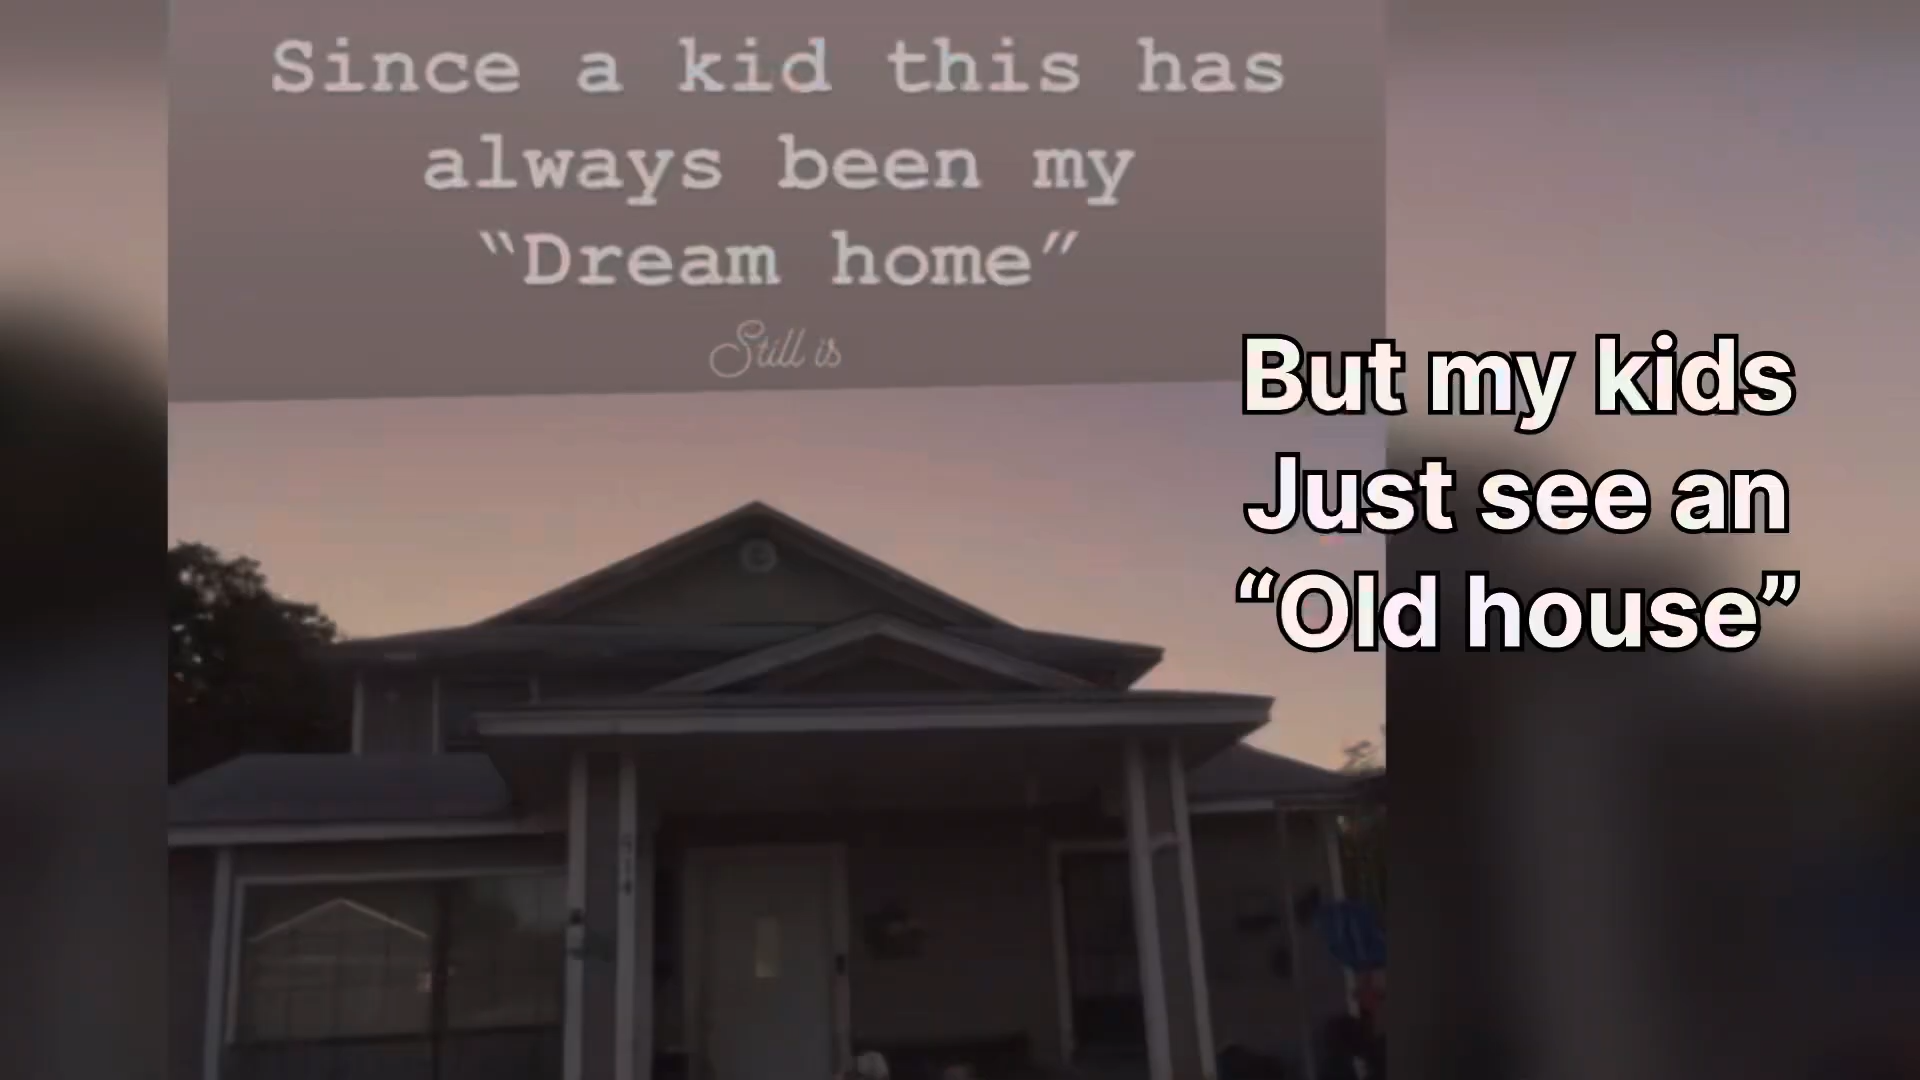 Since a kid this has
always been my
“Dream home”
Still is
But my kids
Just see an
“Old house”